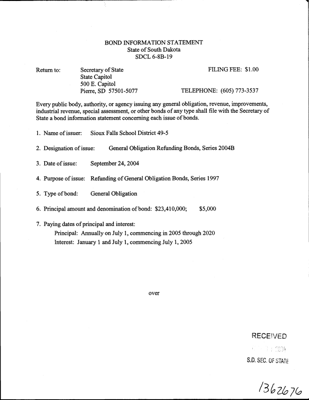 BOND INFORMATION STATEMENT
State of South Dakota
SDCL 6-8B-19
Return to: Secretary of State FILING FEE: $1.00
State Capitol
500 E. Capitol
Pierre, SD 57501-5077 TELEPHONE: (605) 773-3537
Every public body, authority, or agency issuing any general obligation, revenue, improvements,
industrial revenue, special assessment, or other bonds of any type shall file with the Secretary of
State a bond information statement concerning each issue of bonds.
1. Name of issuer: Sioux Falls School District 49-5
2. Designation of issue: General Obligation Refunding Bonds, Series 2004B
3. Date of issue: September 24, 2004
4. Purpose of issue: Refunding of General Obligation Bonds, Series 1997
5. Type of bond: General Obligation
6. Principal amount and denomination of bond: $23,410,000; $5,000
7. Paying dates of principal and interest:
Principal: Annually on July 1, commencing in 2005 through 2020
Interest: January 1 and July 1, commencing July 1, 2005
over
RECEIVED
S.D. SEC. OF STATE
1362676